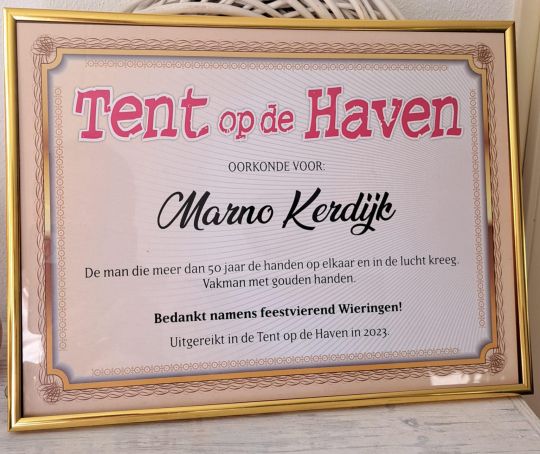 Tent op de Haven
OORKONDE VOOR:
Marno Kerdijk
De man die meer dan 50 jaar de handen op elkaar en in de lucht kreeg.
Vakman met gouden handen.
Bedankt namens feestvierend Wieringen!
Uitgereikt in de Tent op de Haven in 2023.